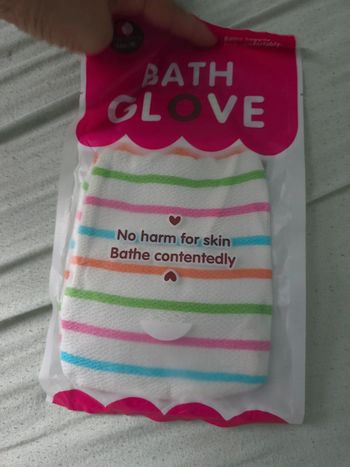 BATH
GLOVE
No harm for skin
Bathe contentedly